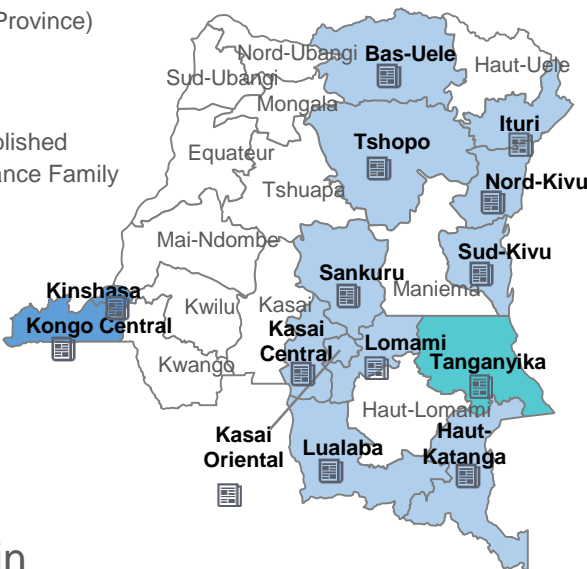 Province)
Nord-Ubangi
Bas-Uele
Haut-Uele
Sud-Ubangi
Mongala
Ituri
olished
Tshopo
Equateur
ance Family
Nord-Kivu
Tshuapa
Mai-Ndombe
Sud-Kivu
Sankuru
Maniema
Kinshasa
Kwilu
Kasai
Kongo Central
Kasai
Central
Lomami
Kwango
Tanganyika
Haut-Lomami
Kasai
Oriental
Lualaba
Haut-
Katanga
in